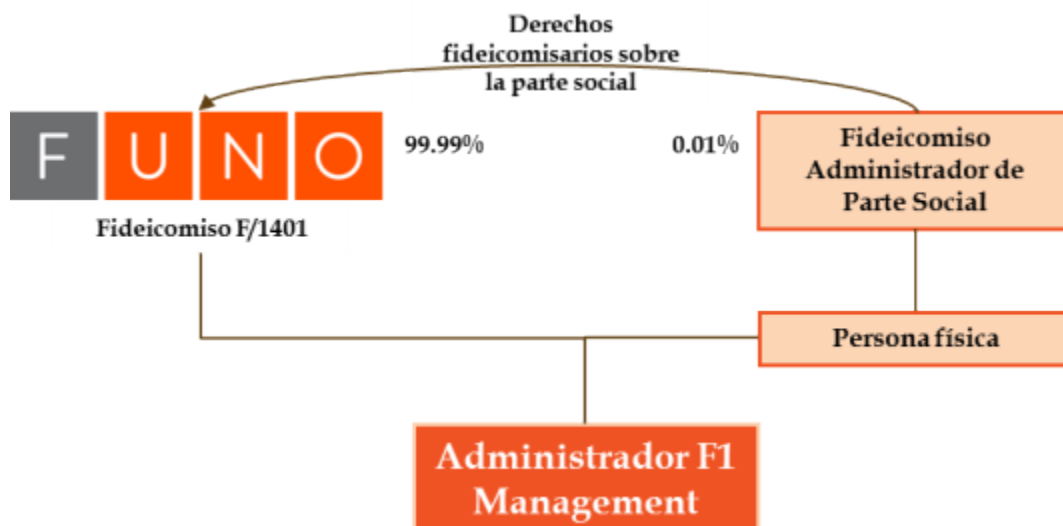 Derechos
fideicomisarios sobre
la parte social
FUNO
99.99%
0.01%
Fideicomiso
Administrador de
Parte Social
Fideicomiso F/1401
Persona física
Administrador F1
Management